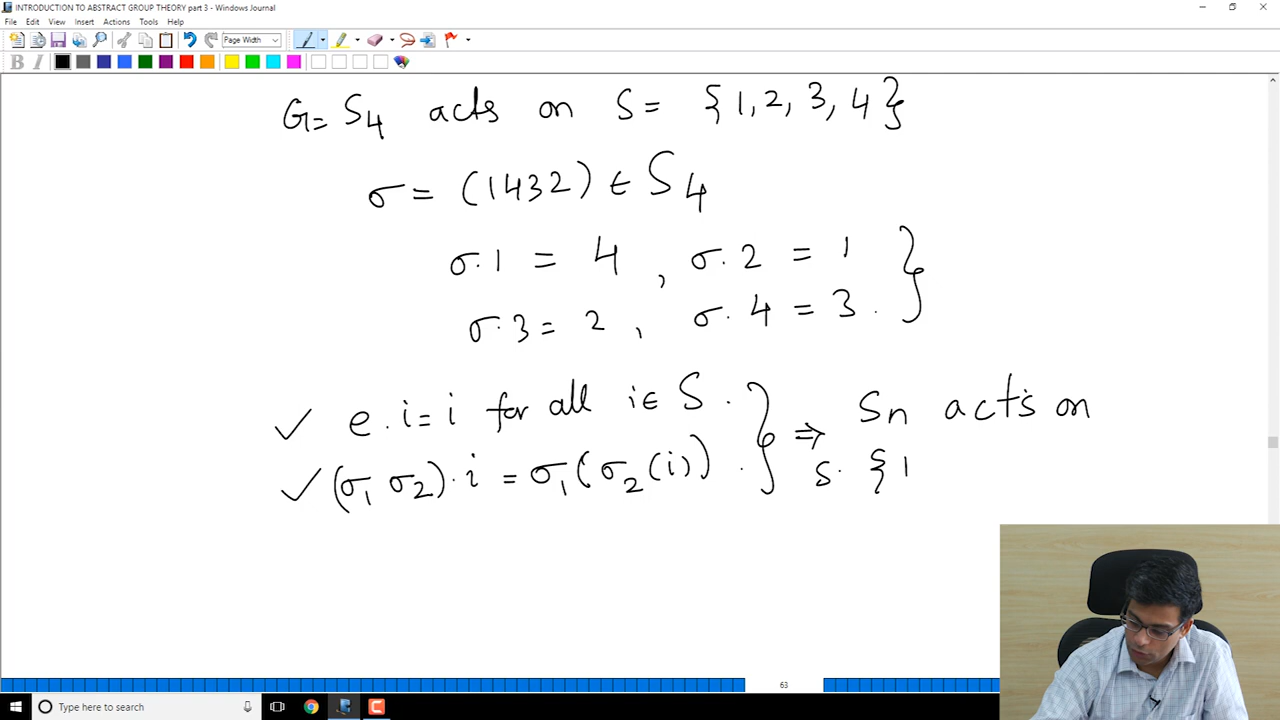 INTRODUCTION TO ABSTRACT GROUP THEORY part 3 - Windows Journal
File Edit View Insert Actions Tools Help
Page Width
B I
G = S4 acts on S = {1, 2, 3, 4}
σ = (1432) ∈ S4
σ.1 = 4 , σ.2 = 1 }
σ.3 = 2 , σ.4 = 3 .
✓ e.i = i for all i ∈ S . } ⇒ Sn acts on
✓ (σ1 σ2).i = σ1(σ2(i)) . S. {1
63
Type here to search